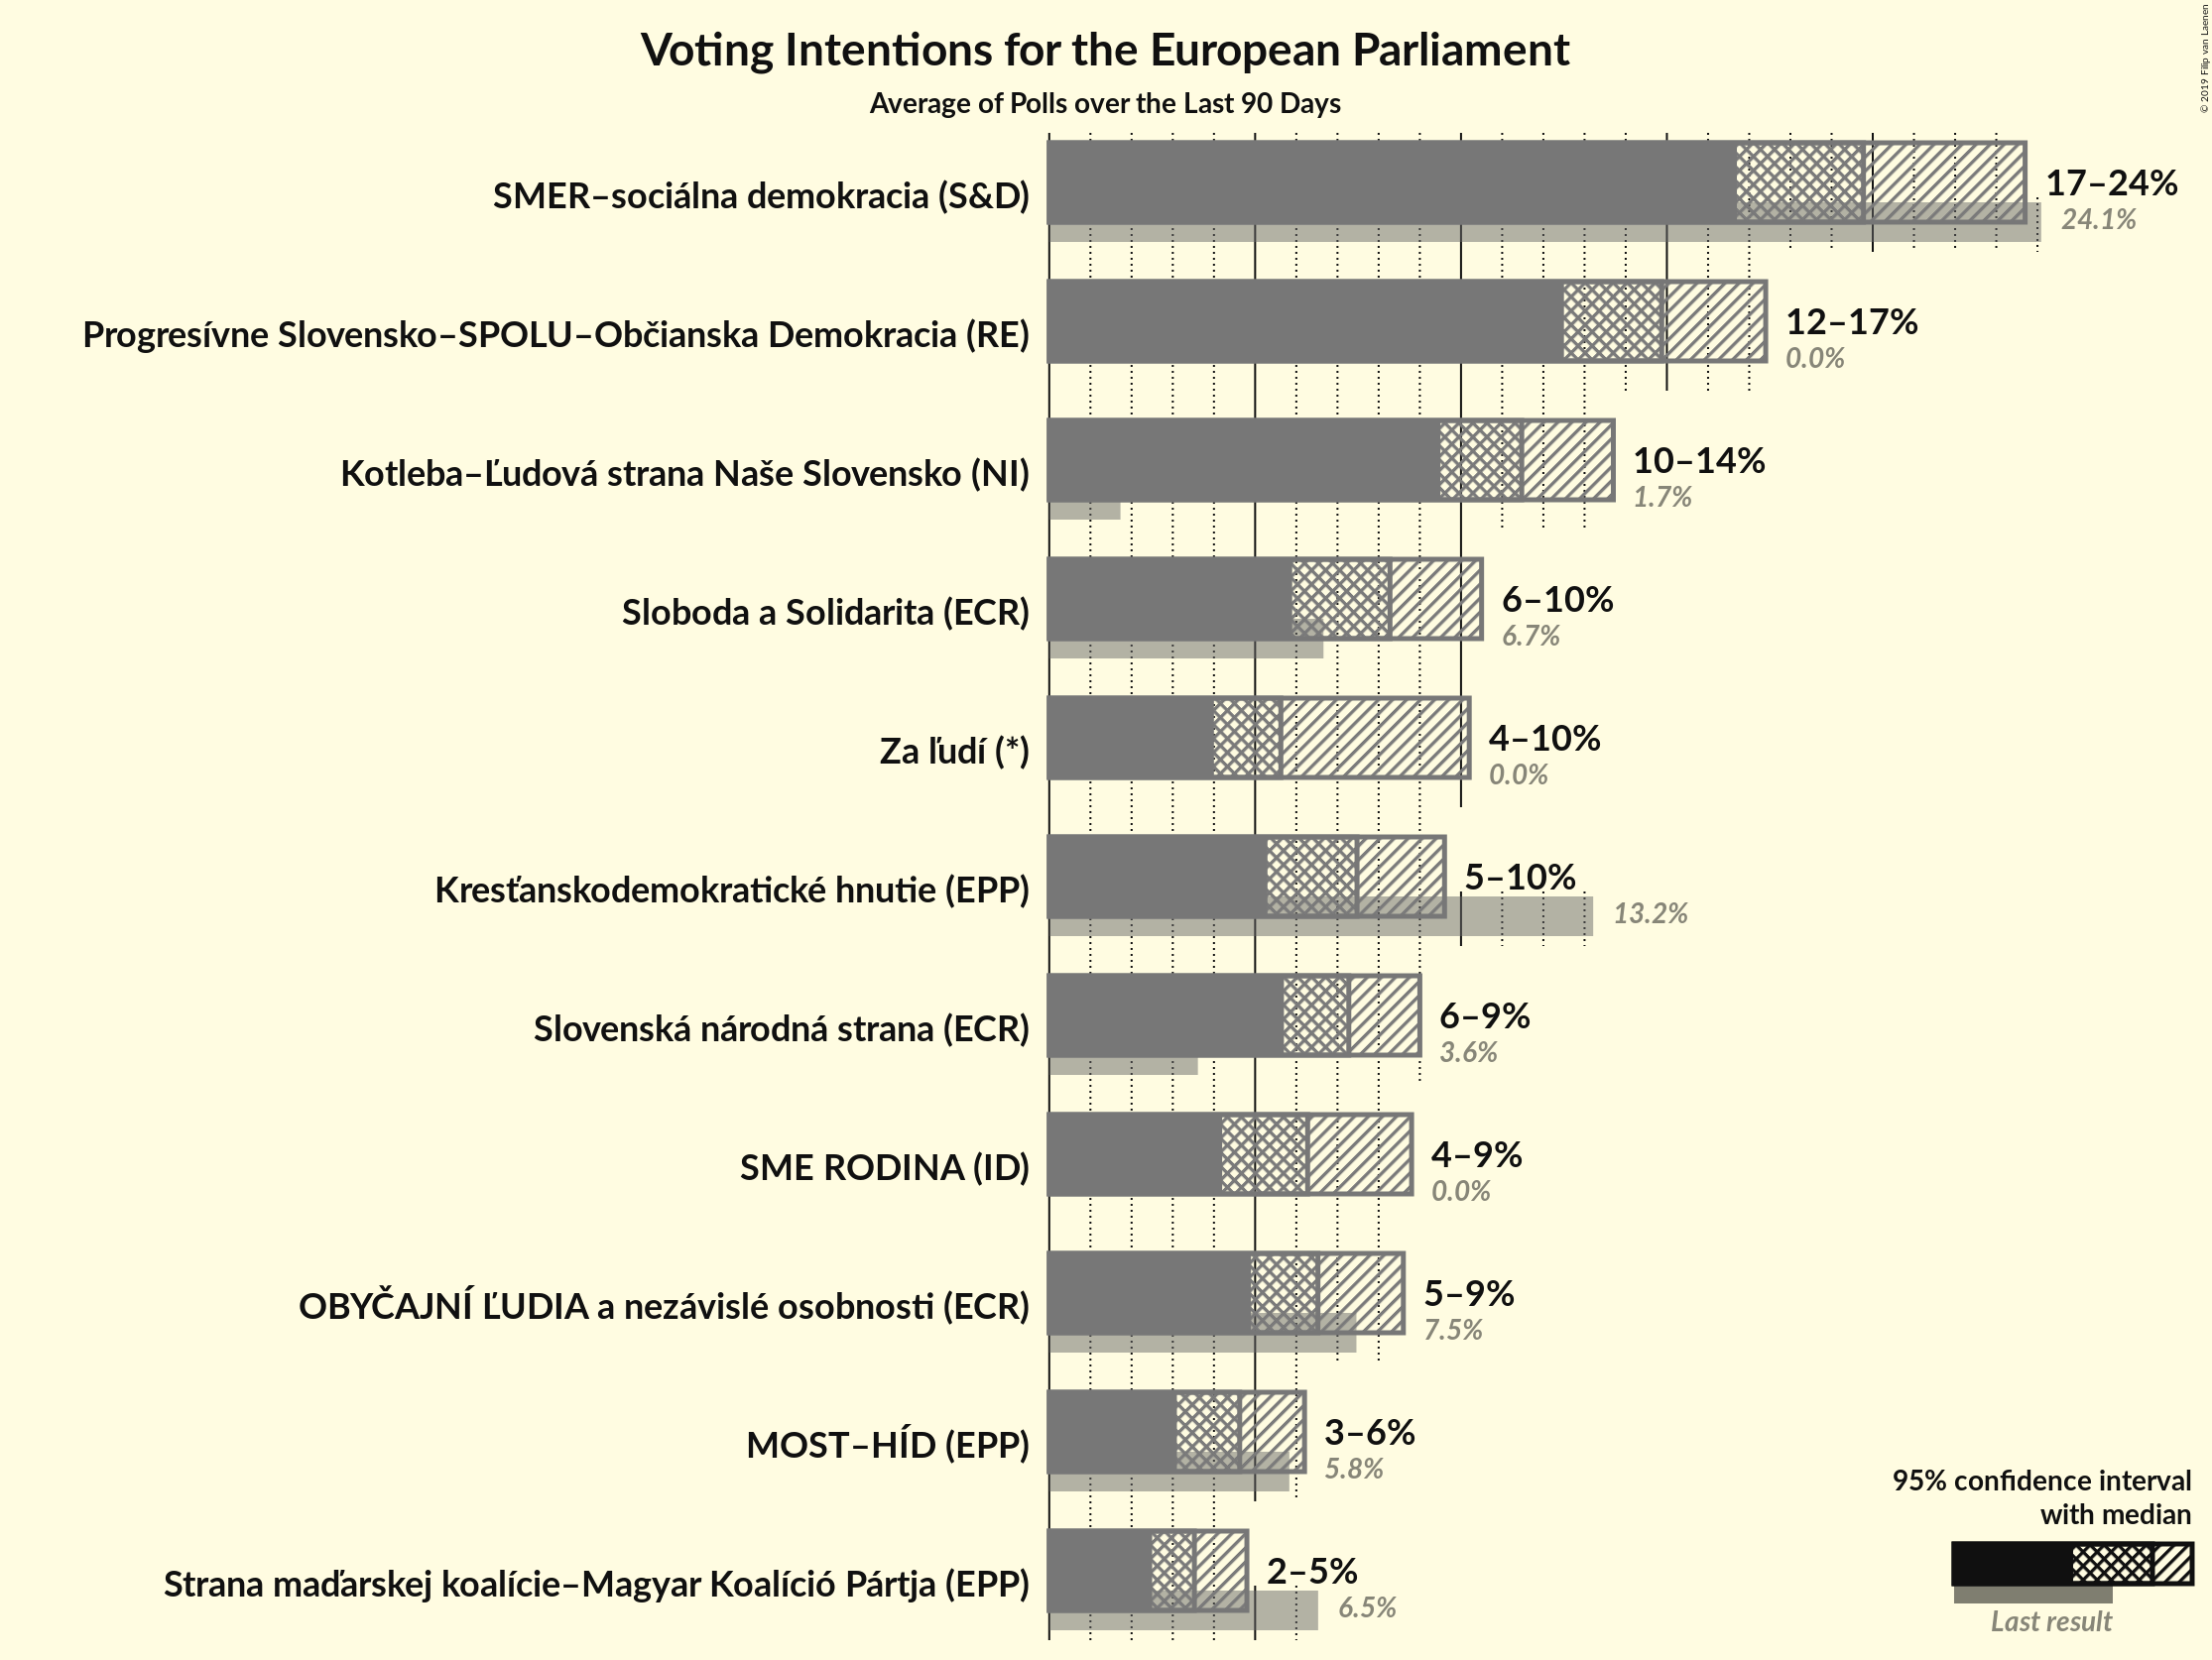 © 2019 Filip van Laenen
Voting Intentions for the European Parliament
Average of Polls over the Last 90 Days
SMER–sociálna demokracia (S&D)
17–24%
24.1%
Progresívne Slovensko–SPOLU–Občianska Demokracia (RE)
12–17%
0.0%
Kotleba–Ľudová strana Naše Slovensko (NI)
10–14%
1.7%
Sloboda a Solidarita (ECR)
6–10%
6.7%
Za ľudí (*)
4–10%
0.0%
Kresťanskodemokratické hnutie (EPP)
5–10%
13.2%
Slovenská národná strana (ECR)
6–9%
3.6%
SME RODINA (ID)
4–9%
0.0%
OBYČAJNÍ ĽUDIA a nezávislé osobnosti (ECR)
5–9%
7.5%
MOST–HÍD (EPP)
3–6%
5.8%
Strana maďarskej koalície–Magyar Koalíció Pártja (EPP)
2–5%
6.5%
95% confidence interval
with median
Last result